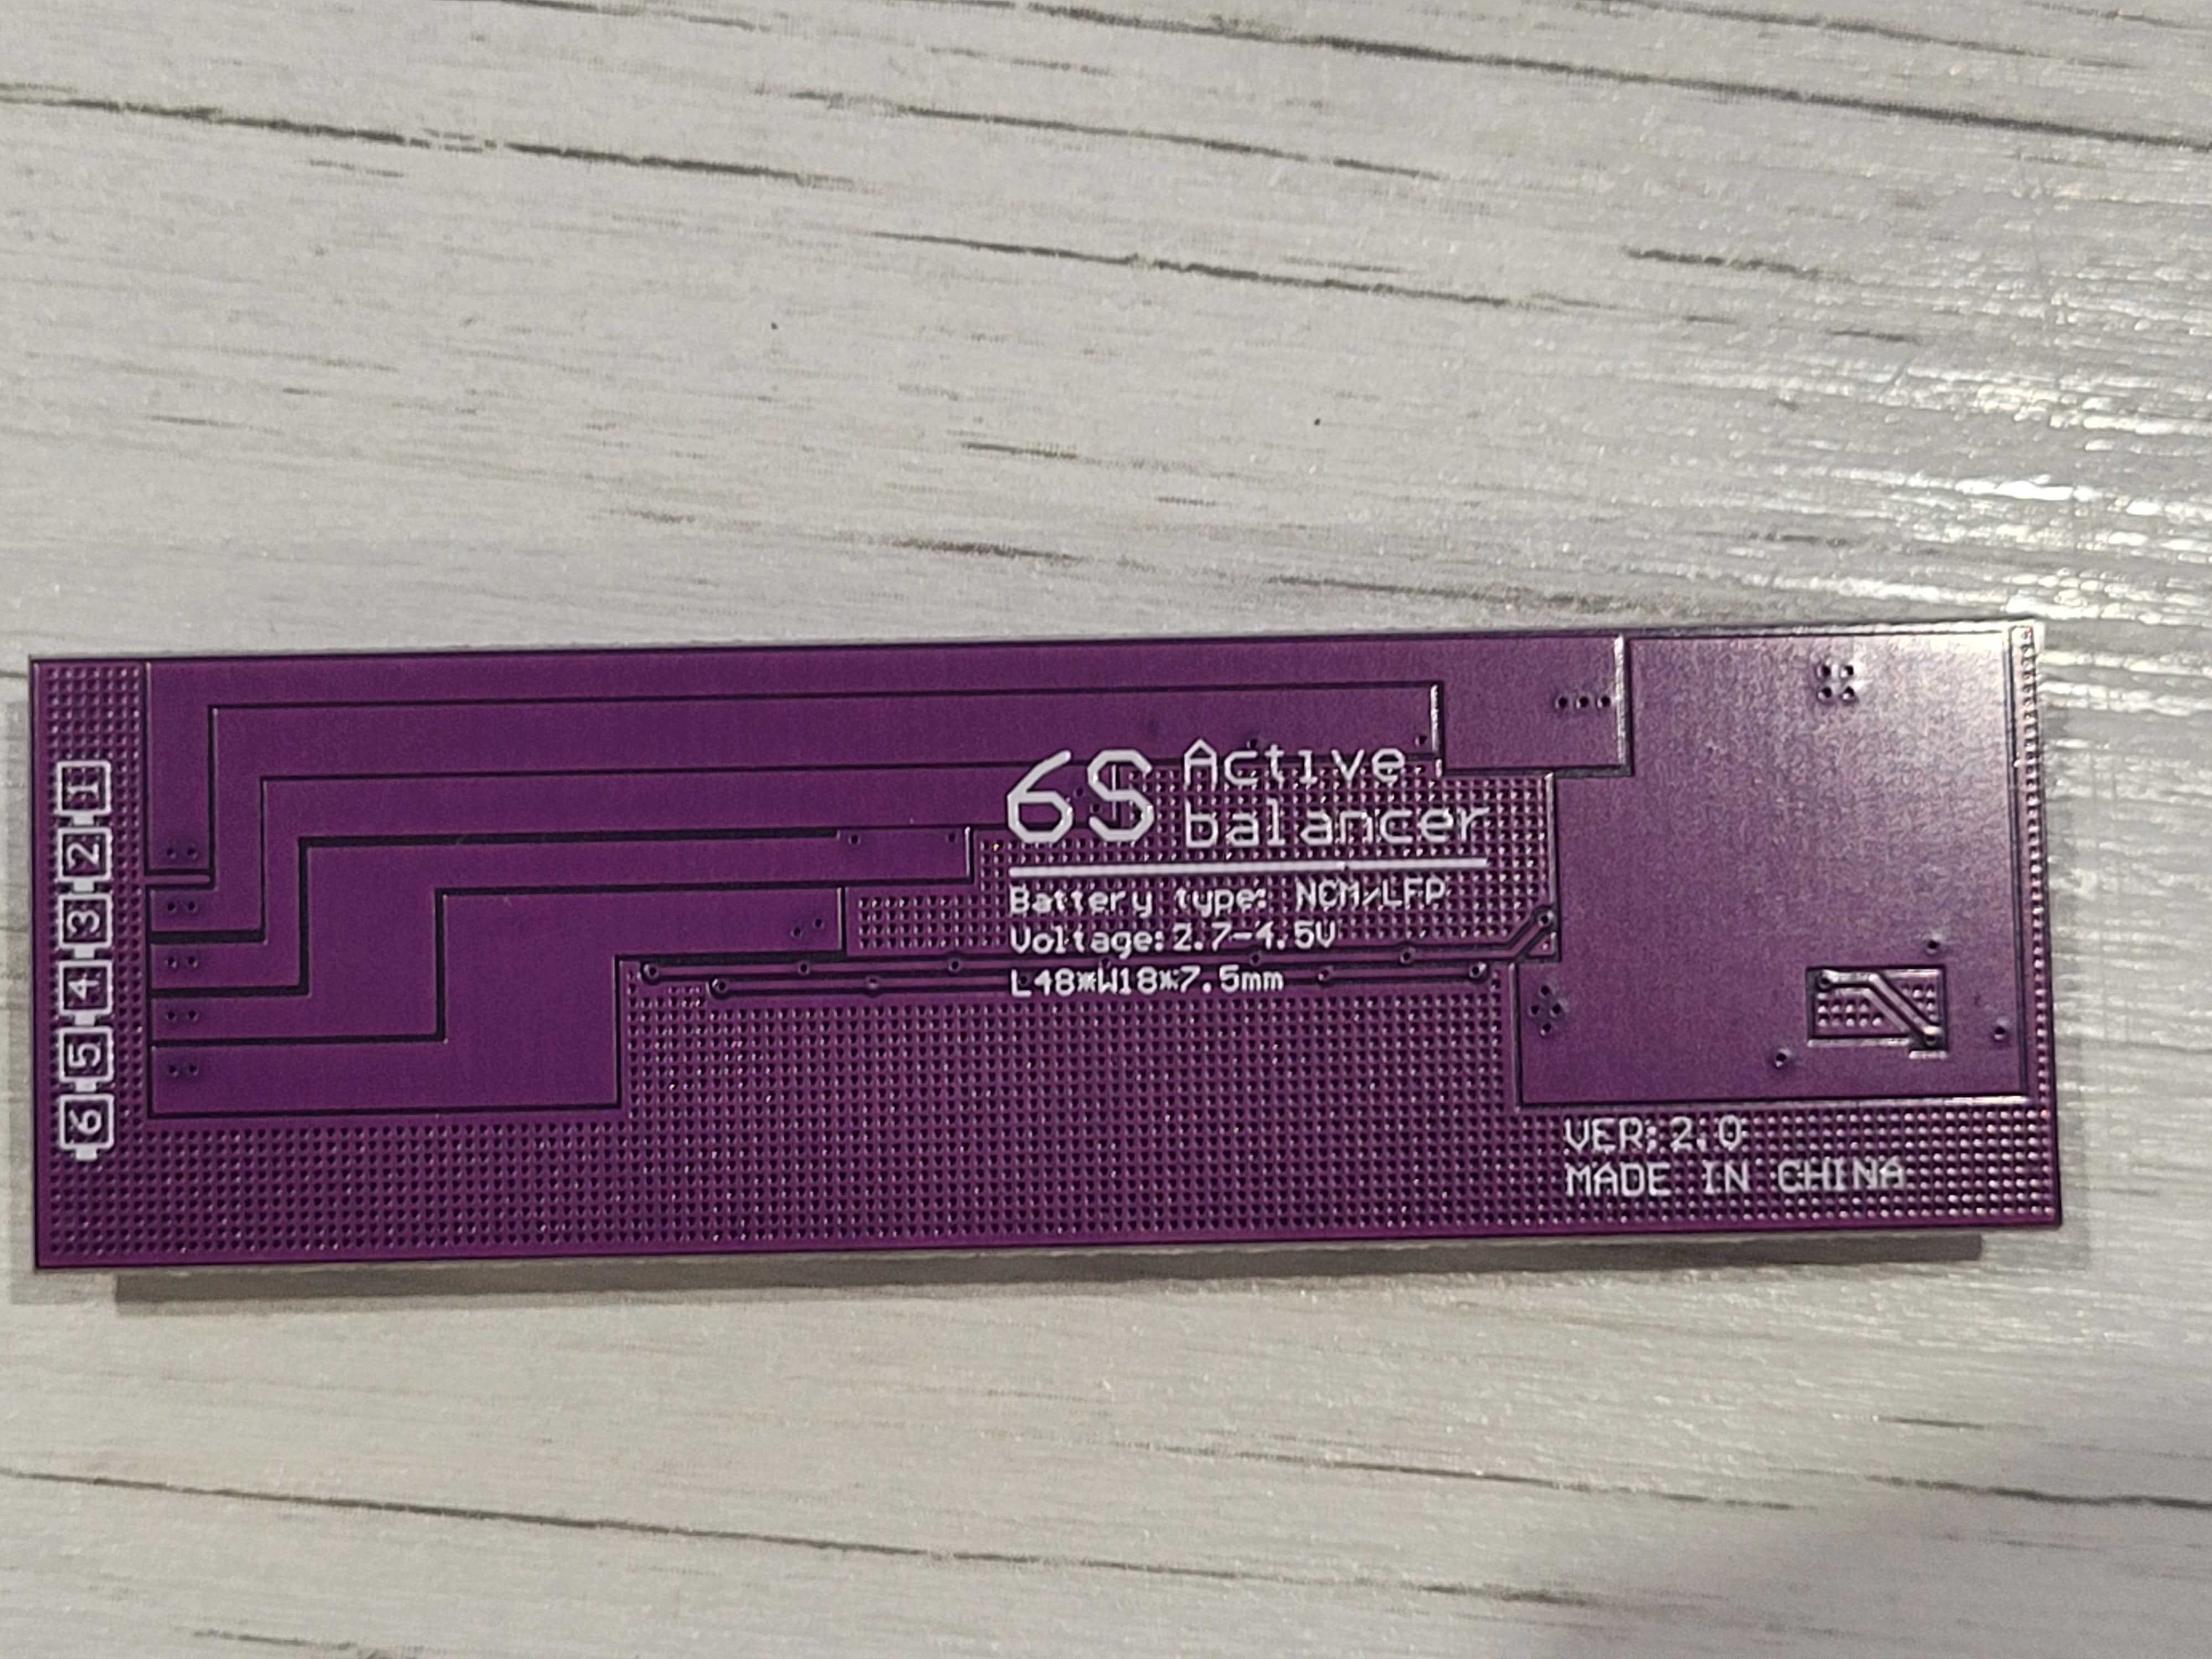 1
2
3
4
5
6
6S Active
balancer
Battery type: NCM/LFP
Voltage:2.7-4.5V
L48*W18*7.5mm
VER:2.0
MADE IN CHINA